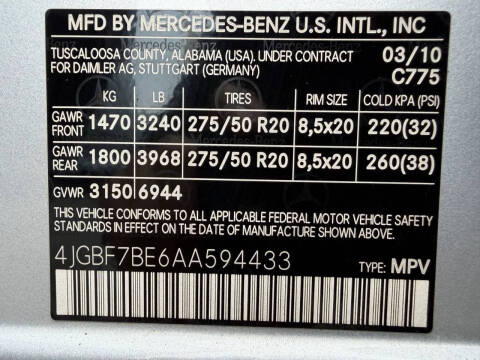 MFD BY MERCEDES-BENZ U.S. INTL., INC
TUSCALOOSA COUNTY, ALABAMA (USA). UNDER CONTRACT 03/10
FOR DAIMLER AG, STUTTGART (GERMANY) C775
KG LB TIRES RIM SIZE COLD KPA (PSI)
GAWR FRONT 1470 3240 275/50 R20 8,5x20 220(32)
GAWR REAR 1800 3968 275/50 R20 8,5x20 260(38)
GVWR 3150 6944
THIS VEHICLE CONFORMS TO ALL APPLICABLE FEDERAL MOTOR VEHICLE SAFETY
STANDARDS IN EFFECT ON THE DATE OF MANUFACTURE SHOWN ABOVE.
4JGBF7BE6AA594433
TYPE: MPV